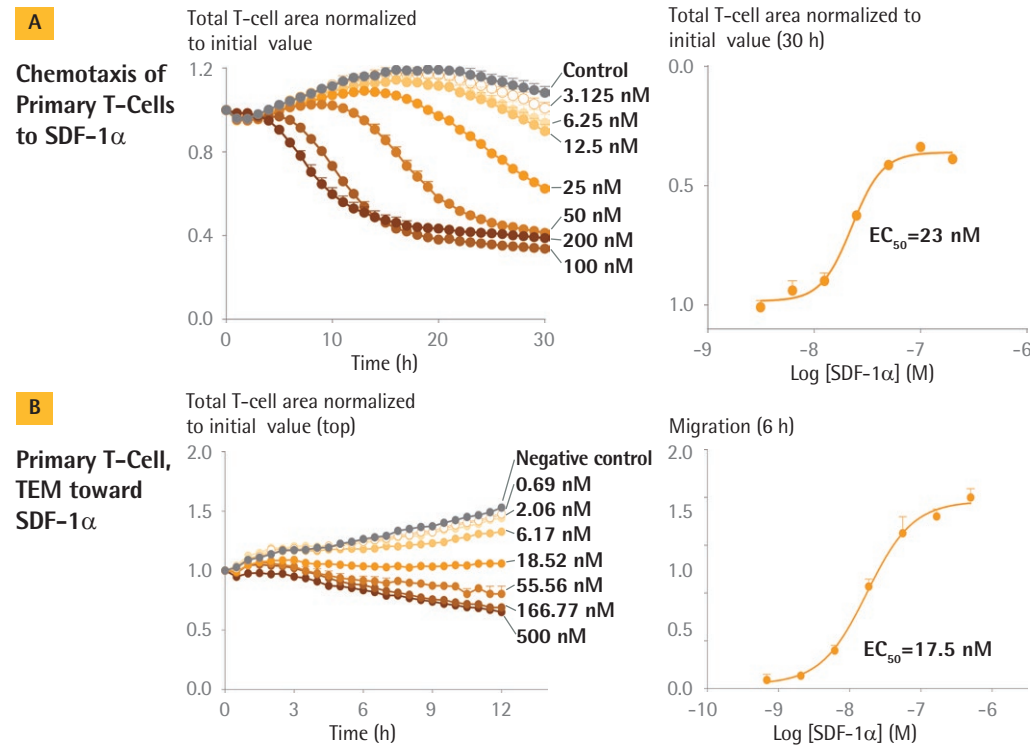 A
Chemotaxis of
Primary T-Cells
to SDF-1α
Total T-cell area normalized
to initial value
1.2
0.8
0.4
0.0
0
10
20
30
Time (h)
Control
3.125 nM
6.25 nM
12.5 nM
25 nM
50 nM
200 nM
100 nM
Total T-cell area normalized to
initial value (30 h)
0.0
0.5
1.0
-9
-8
-7
-6
Log [SDF-1α] (M)
EC50=23 nM
B
Primary T-Cell,
TEM toward
SDF-1α
Total T-cell area normalized
to initial value (top)
2.0
1.5
1.0
0.5
0.0
0
3
6
9
12
Time (h)
Negative control
0.69 nM
2.06 nM
6.17 nM
18.52 nM
55.56 nM
166.77 nM
500 nM
Migration (6 h)
2.0
1.5
1.0
0.5
0.0
-10
-9
-8
-7
-6
Log [SDF-1α] (M)
EC50=17.5 nM